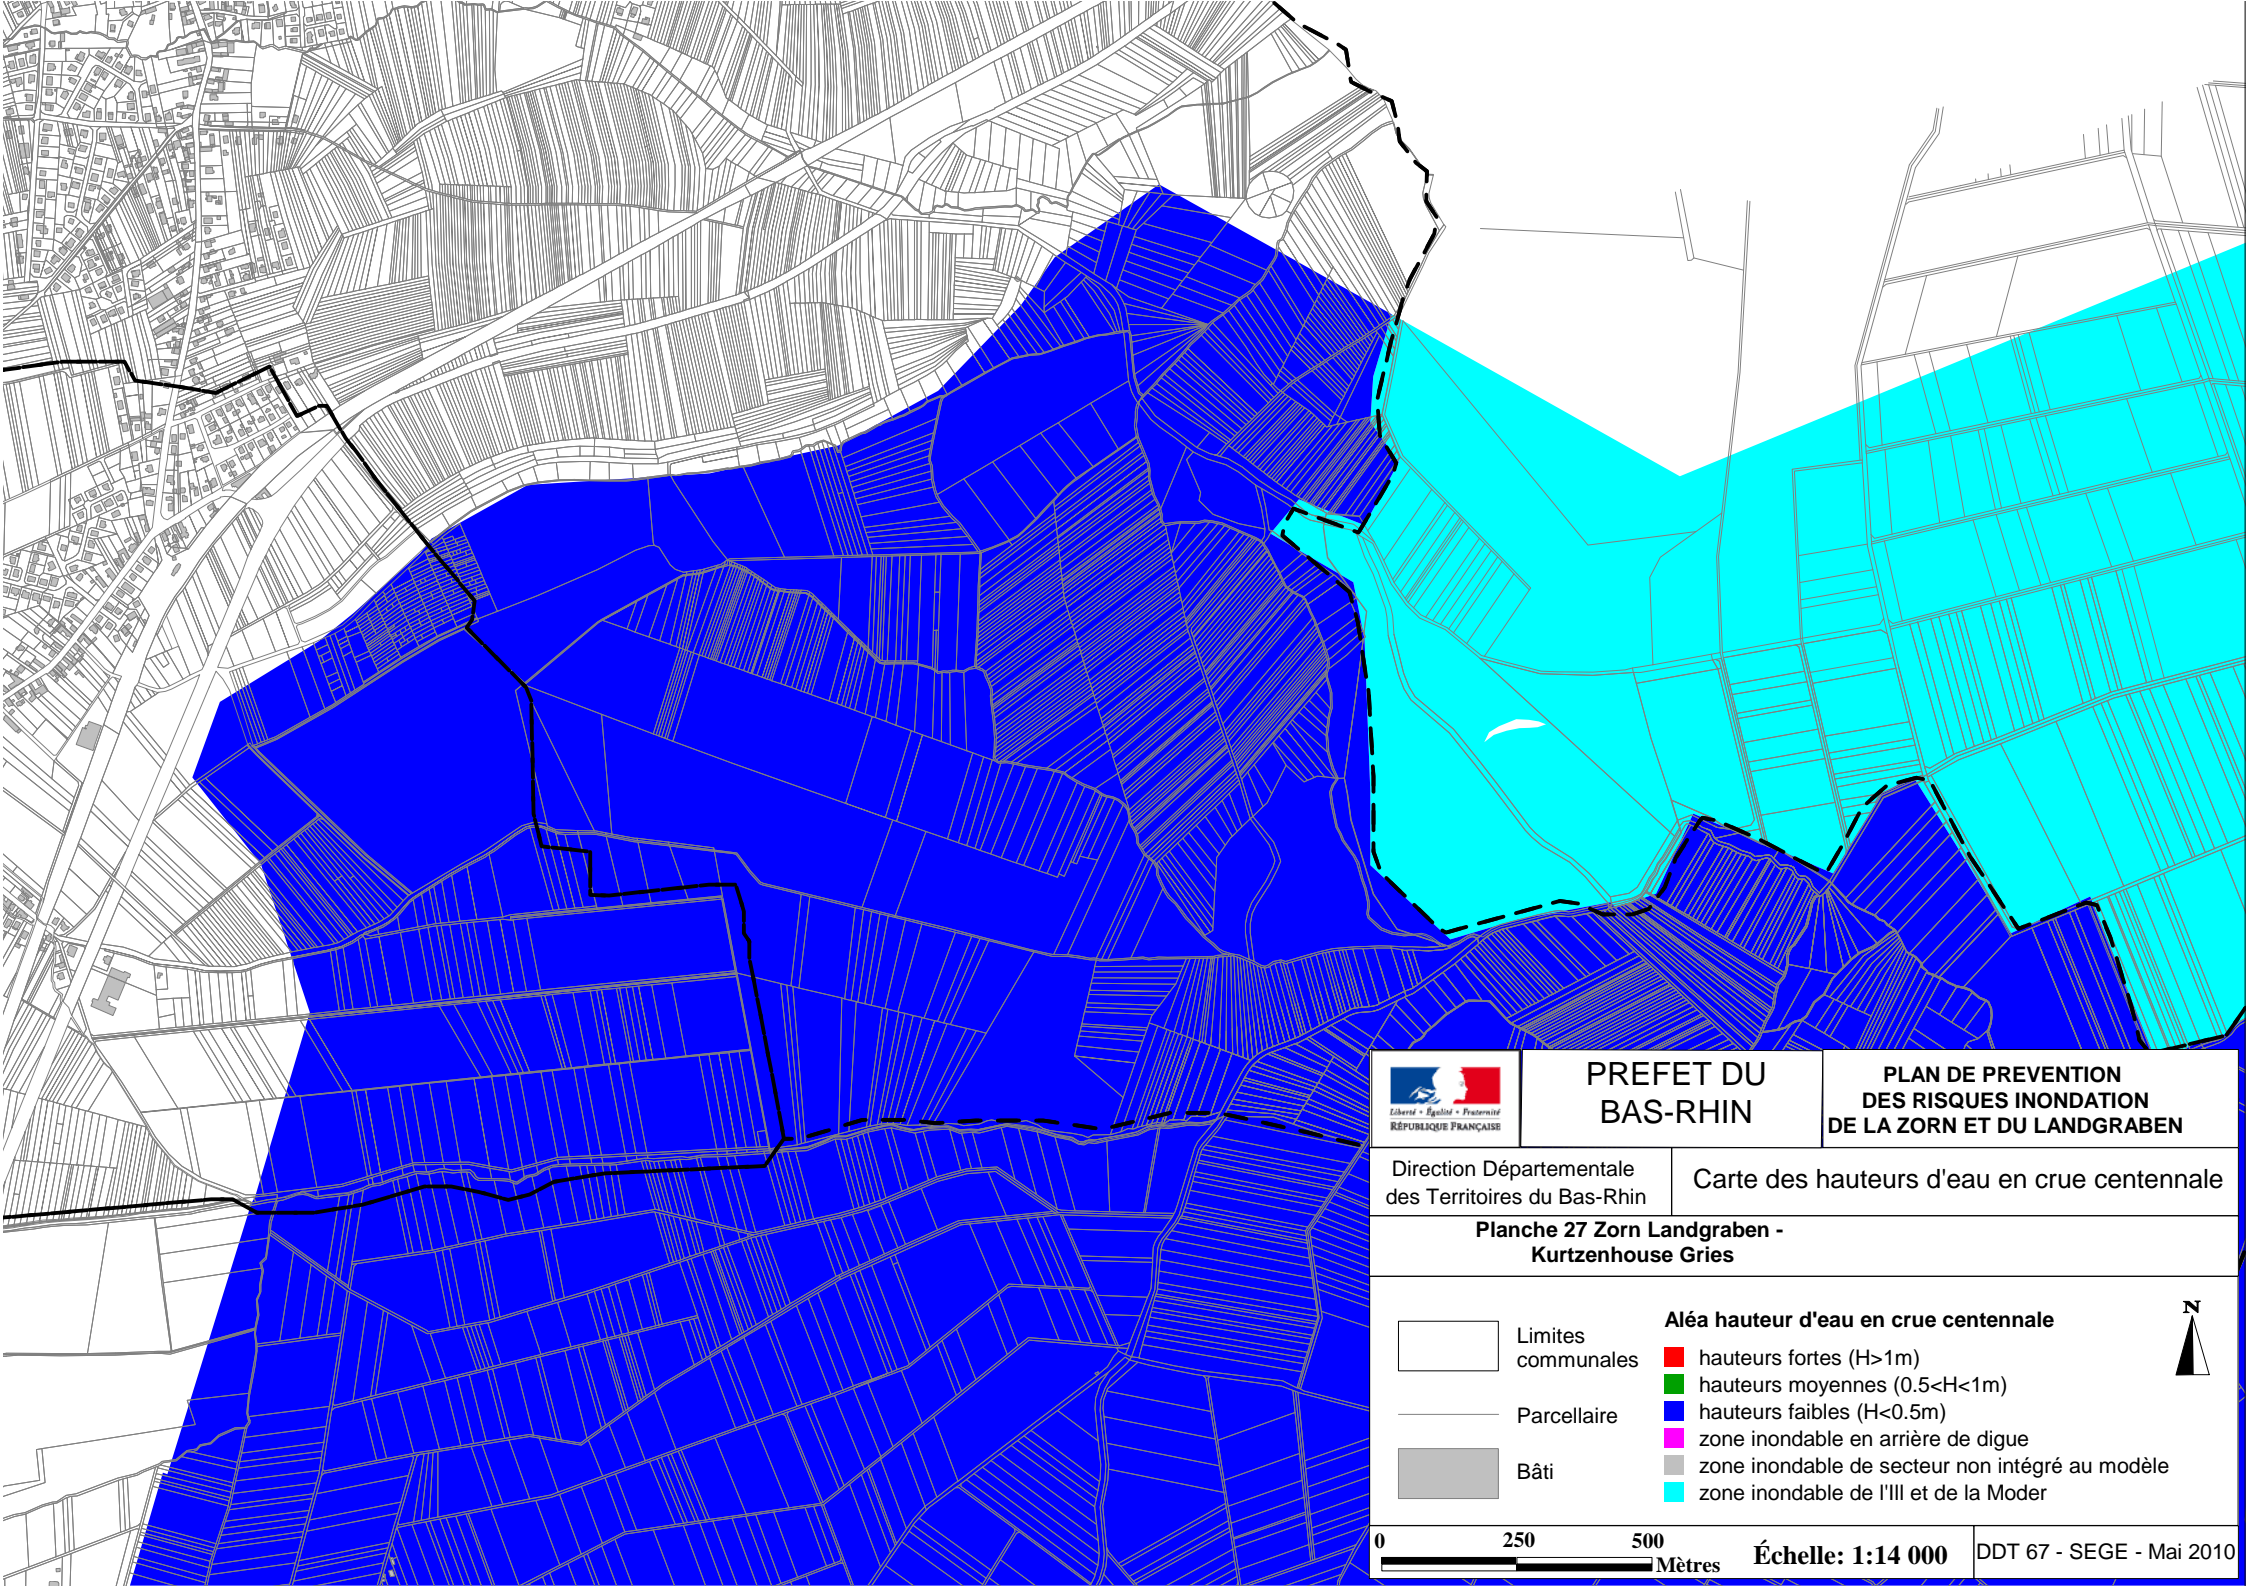 Liberté • Égalité • Fraternité
RÉPUBLIQUE FRANÇAISE
PREFET DU
BAS-RHIN
PLAN DE PREVENTION
DES RISQUES INONDATION
DE LA ZORN ET DU LANDGRABEN
Direction Départementale
des Territoires du Bas-Rhin
Carte des hauteurs d'eau en crue centennale
Planche 27 Zorn Landgraben -
Kurtzenhouse Gries
Limites
communales
Parcellaire
Bâti
Aléa hauteur d'eau en crue centennale
hauteurs fortes (H>1m)
hauteurs moyennes (0.5<H<1m)
hauteurs faibles (H<0.5m)
zone inondable en arrière de digue
zone inondable de secteur non intégré au modèle
zone inondable de l'Ill et de la Moder
N
0 250 500
Mètres
Échelle: 1:14 000
DDT 67 - SEGE - Mai 2010